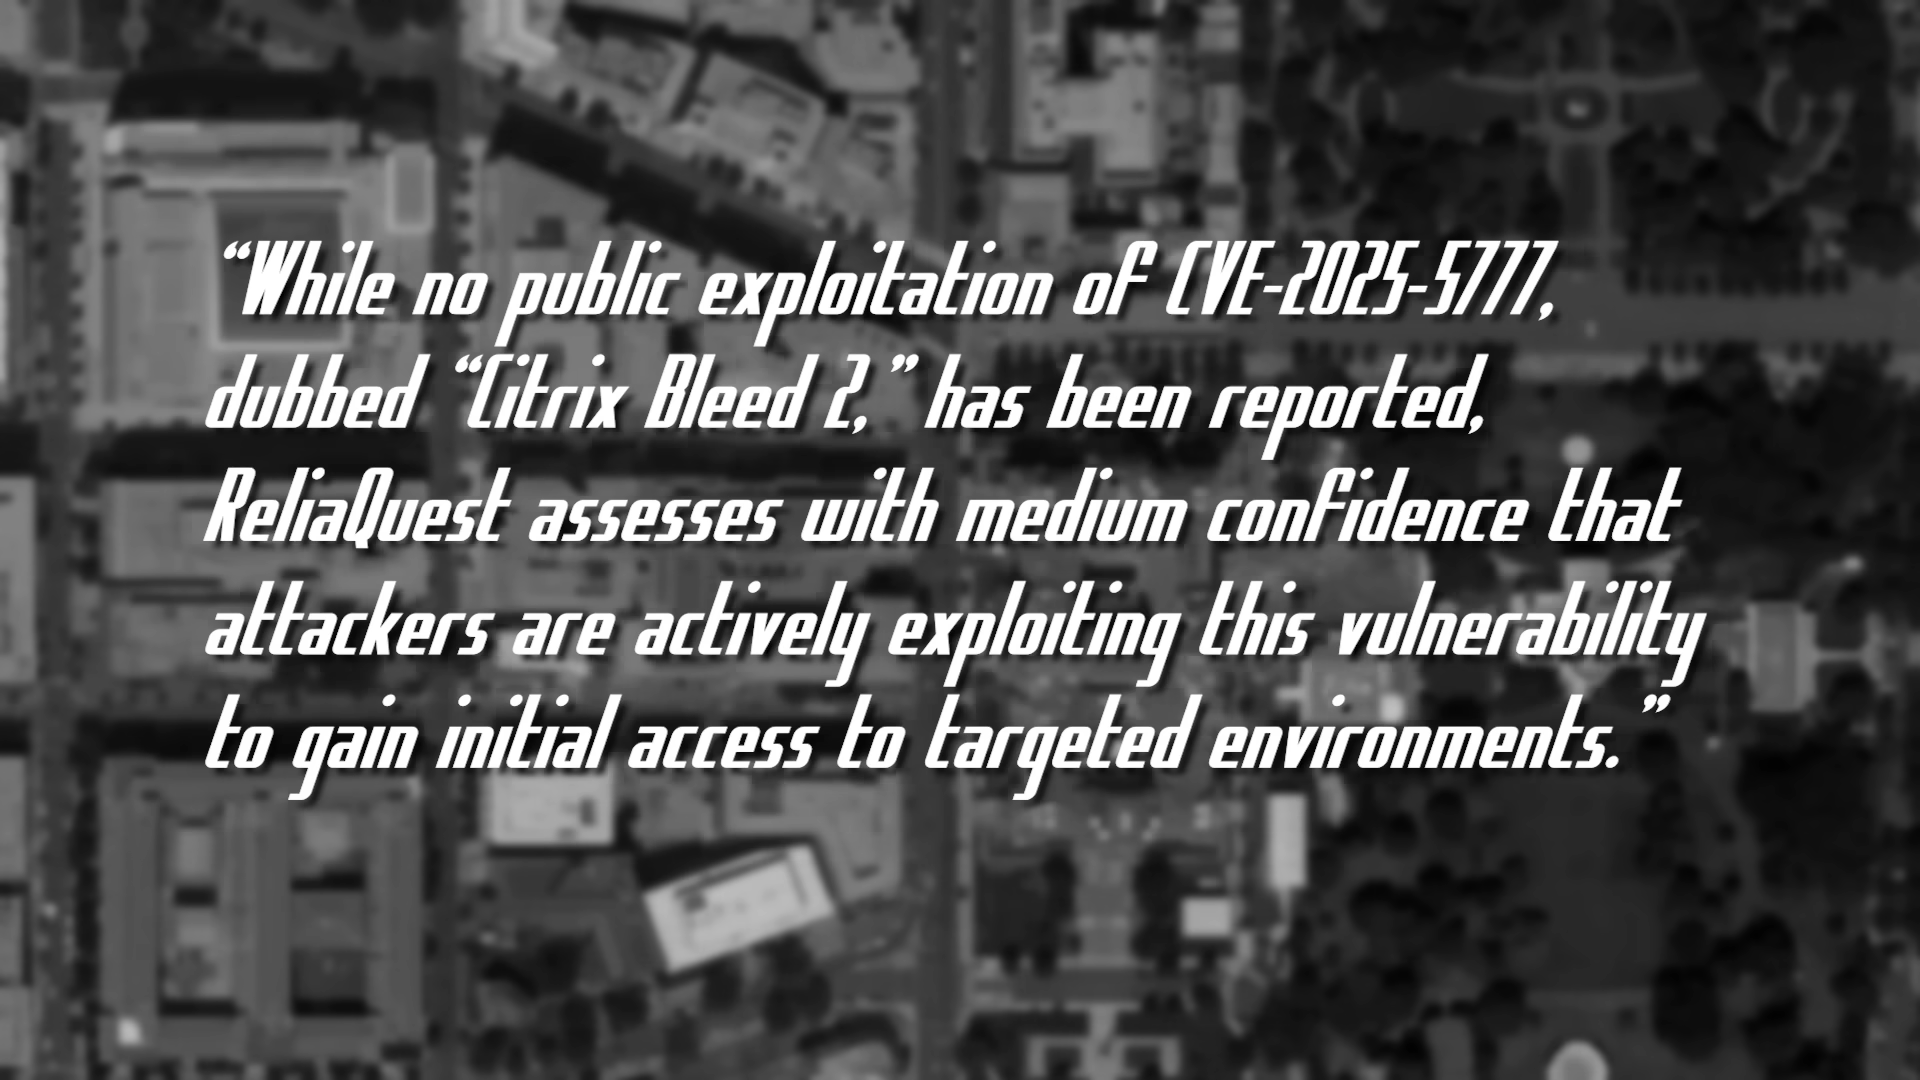 “While no public exploitation of CVE-2025-5777,
dubbed “Citrix Bleed 2,” has been reported,
ReliaQuest assesses with medium confidence that
attackers are actively exploiting this vulnerability
to gain initial access to targeted environments.”